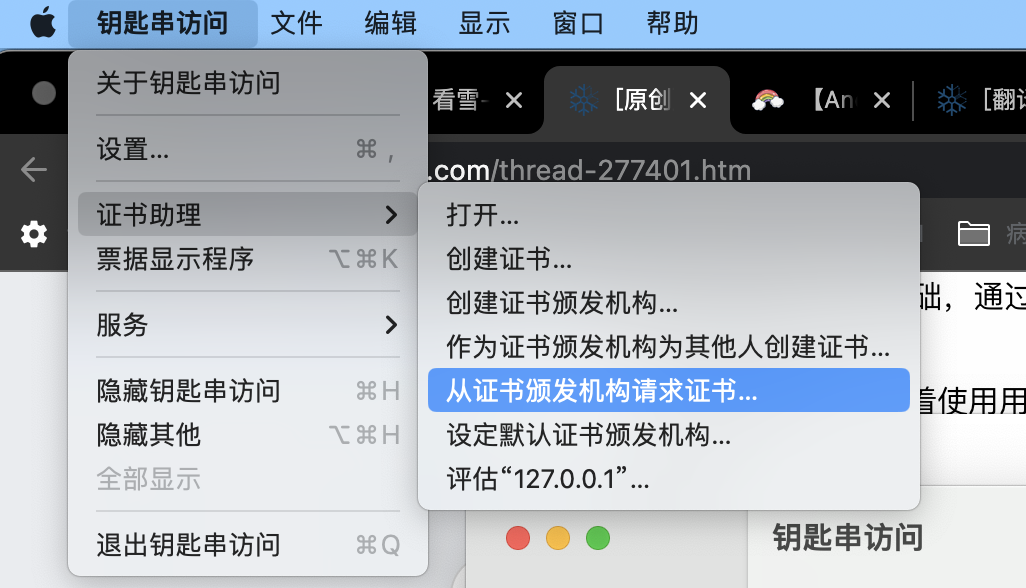 钥匙串访问 文件 编辑 显示 窗口 帮助
关于钥匙串访问
看雪-
[原创
【An
[翻译
设置... ⌘ ,
.com/thread-277401.htm
证书助理
打开...
票据显示程序 ⌥⌘K
创建证书...
创建证书颁发机构...
础，通过
服务
作为证书颁发机构为其他人创建证书...
隐藏钥匙串访问 ⌘H
从证书颁发机构请求证书...
着使用用
隐藏其他 ⌥⌘H
设定默认证书颁发机构...
全部显示
评估“127.0.0.1”...
退出钥匙串访问 ⌘Q
钥匙串访问